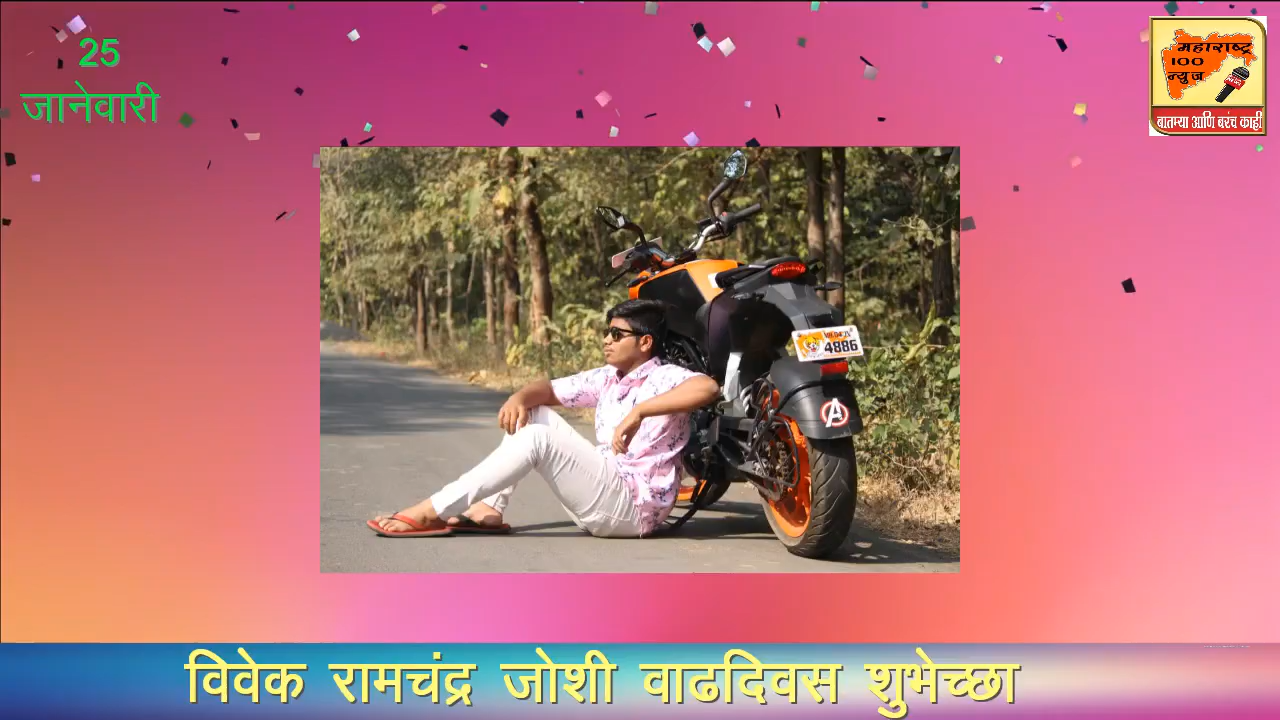 25
जानेवारी
महाराष्ट्र
100
न्युज
बातम्या आणि बरंच काही
4886
विवेक रामचंद्र जोशी वाढदिवस शुभेच्छा